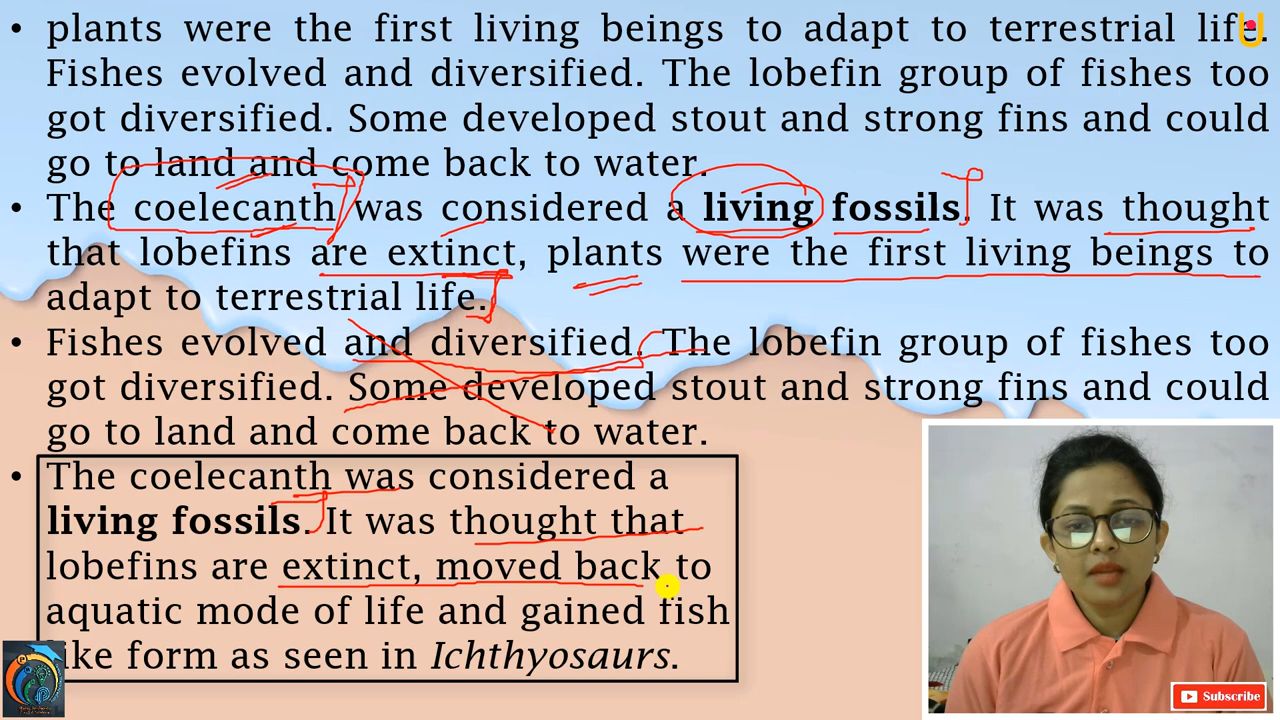 • plants were the first living beings to adapt to terrestrial life.
Fishes evolved and diversified. The lobefin group of fishes too
got diversified. Some developed stout and strong fins and could
go to land and come back to water.
• The coelecanth was considered a living fossils. It was thought
that lobefins are extinct, plants were the first living beings to
adapt to terrestrial life.
• Fishes evolved and diversified. The lobefin group of fishes too
got diversified. Some developed stout and strong fins and could
go to land and come back to water.
• The coelecanth was considered a
living fossils. It was thought that
lobefins are extinct, moved back to
aquatic mode of life and gained fish
like form as seen in Ichthyosaurs.
Subscribe